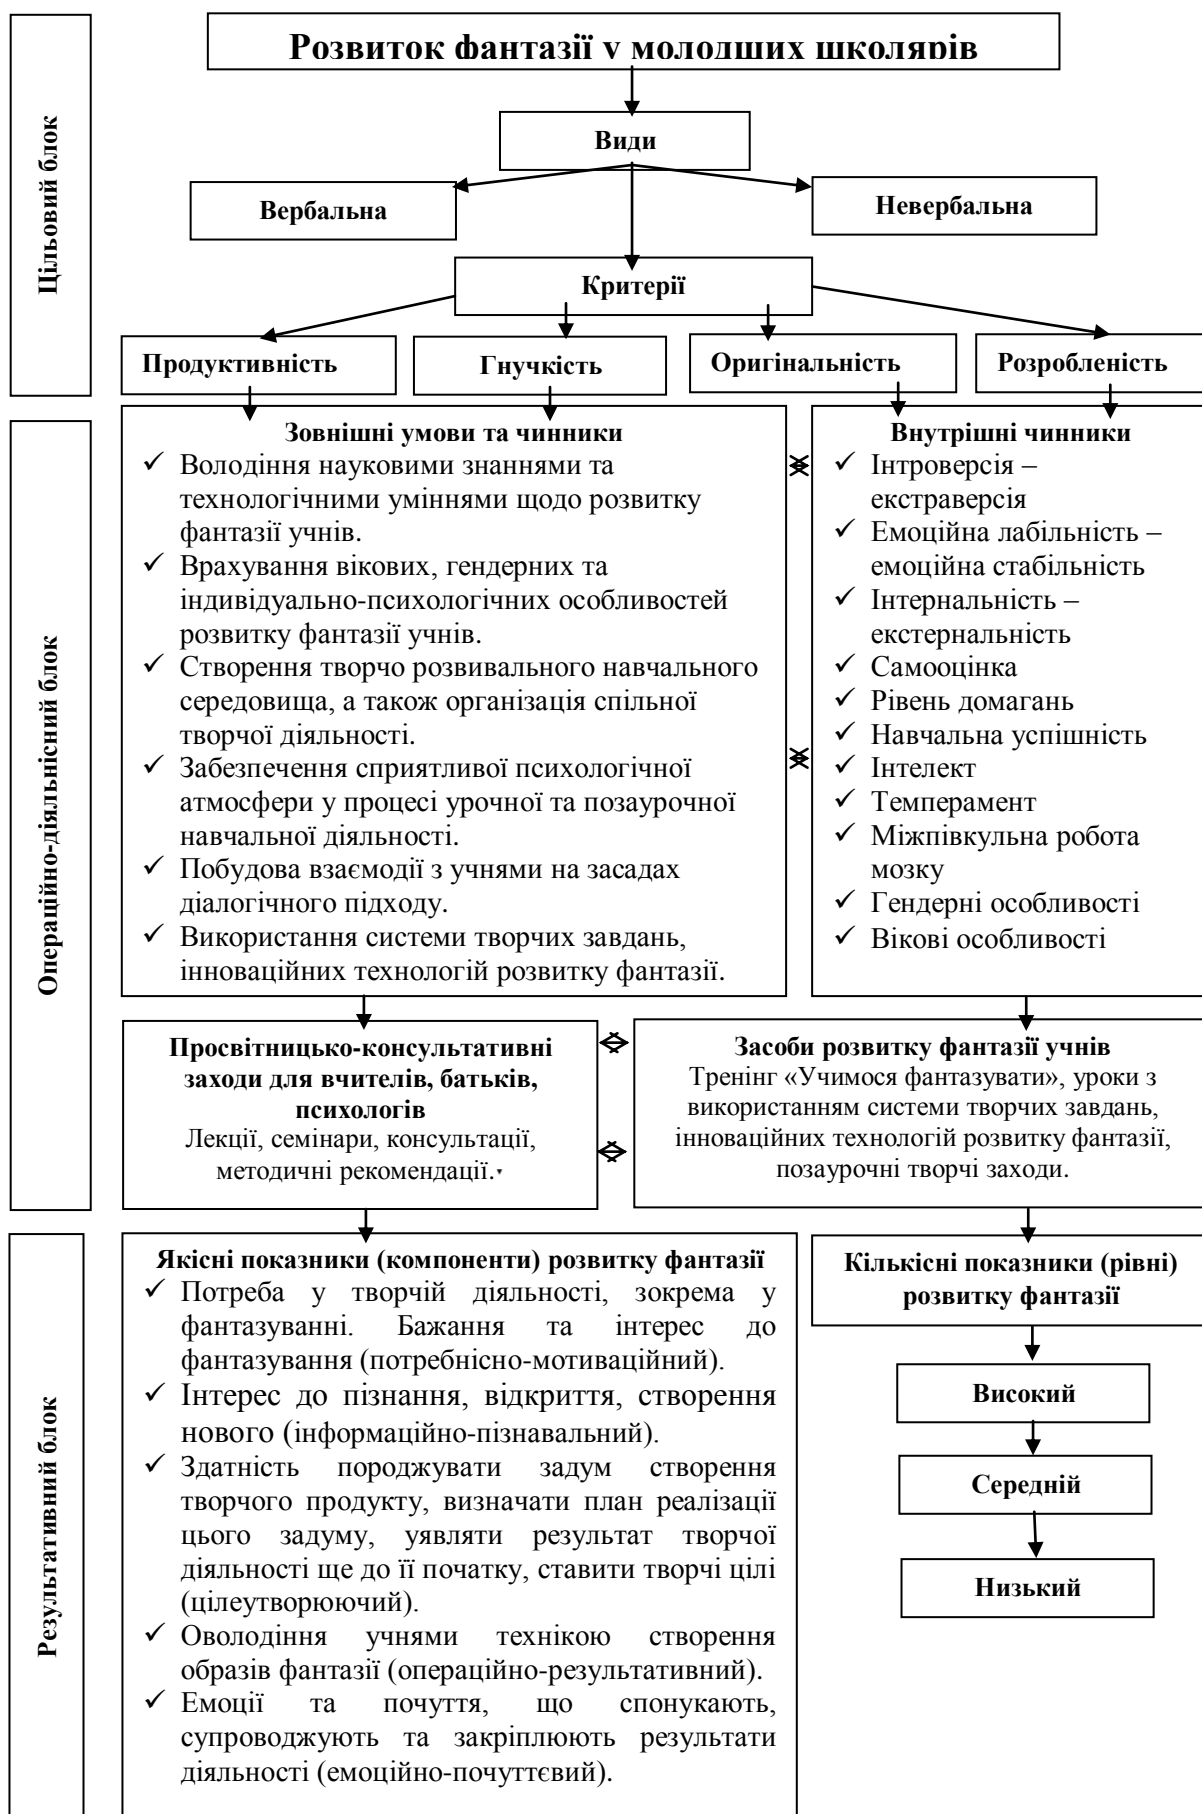 Розвиток фантазії у молодших школярів
Цільовий блок
Види
Вербальна
Невербальна
Критерії
Продуктивність
Гнучкість
Оригінальність
Розробленість
Операційно-діяльнісний блок
Зовнішні умови та чинники
✓ Володіння науковими знаннями та
технологічними уміннями щодо розвитку
фантазії учнів.
✓ Врахування вікових, гендерних та
індивідуально-психологічних особливостей
розвитку фантазії учнів.
✓ Створення творчо розвивального навчального
середовища, а також організація спільної
творчої діяльності.
✓ Забезпечення сприятливої психологічної
атмосфери у процесі урочної та позаурочної
навчальної діяльності.
✓ Побудова взаємодії з учнями на засадах
діалогічного підходу.
✓ Використання системи творчих завдань,
інноваційних технологій розвитку фантазії.
Внутрішні чинники
✓ Інтроверсія –
екстраверсія
✓ Емоційна лабільність –
емоційна стабільність
✓ Інтернальність –
екстернальність
✓ Самооцінка
✓ Рівень домагань
✓ Навчальна успішність
✓ Інтелект
✓ Темперамент
✓ Міжпівкульна робота
мозку
✓ Гендерні особливості
✓ Вікові особливості
Просвітницько-консультативні
заходи для вчителів, батьків,
психологів
Лекції, семінари, консультації,
методичні рекомендації.
Засоби розвитку фантазії учнів
Тренінг «Учимося фантазувати», уроки з
використанням системи творчих завдань,
інноваційних технологій розвитку фантазії,
позаурочні творчі заходи.
Результативний блок
Якісні показники (компоненти) розвитку фантазії
✓ Потреба у творчій діяльності, зокрема у
фантазуванні. Бажання та інтерес до
фантазування (потребнісно-мотиваційний).
✓ Інтерес до пізнання, відкриття, створення
нового (інформаційно-пізнавальний).
✓ Здатність породжувати задум створення
творчого продукту, визначати план реалізації
цього задуму, уявляти результат творчої
діяльності ще до її початку, ставити творчі цілі
(цілеутворюючий).
✓ Оволодіння учнями технікою створення
образів фантазії (операційно-результативний).
✓ Емоції та почуття, що спонукають,
супроводжують та закріплюють результати
діяльності (емоційно-почуттєвий).
Кількісні показники (рівні)
розвитку фантазії
Високий
Середній
Низький